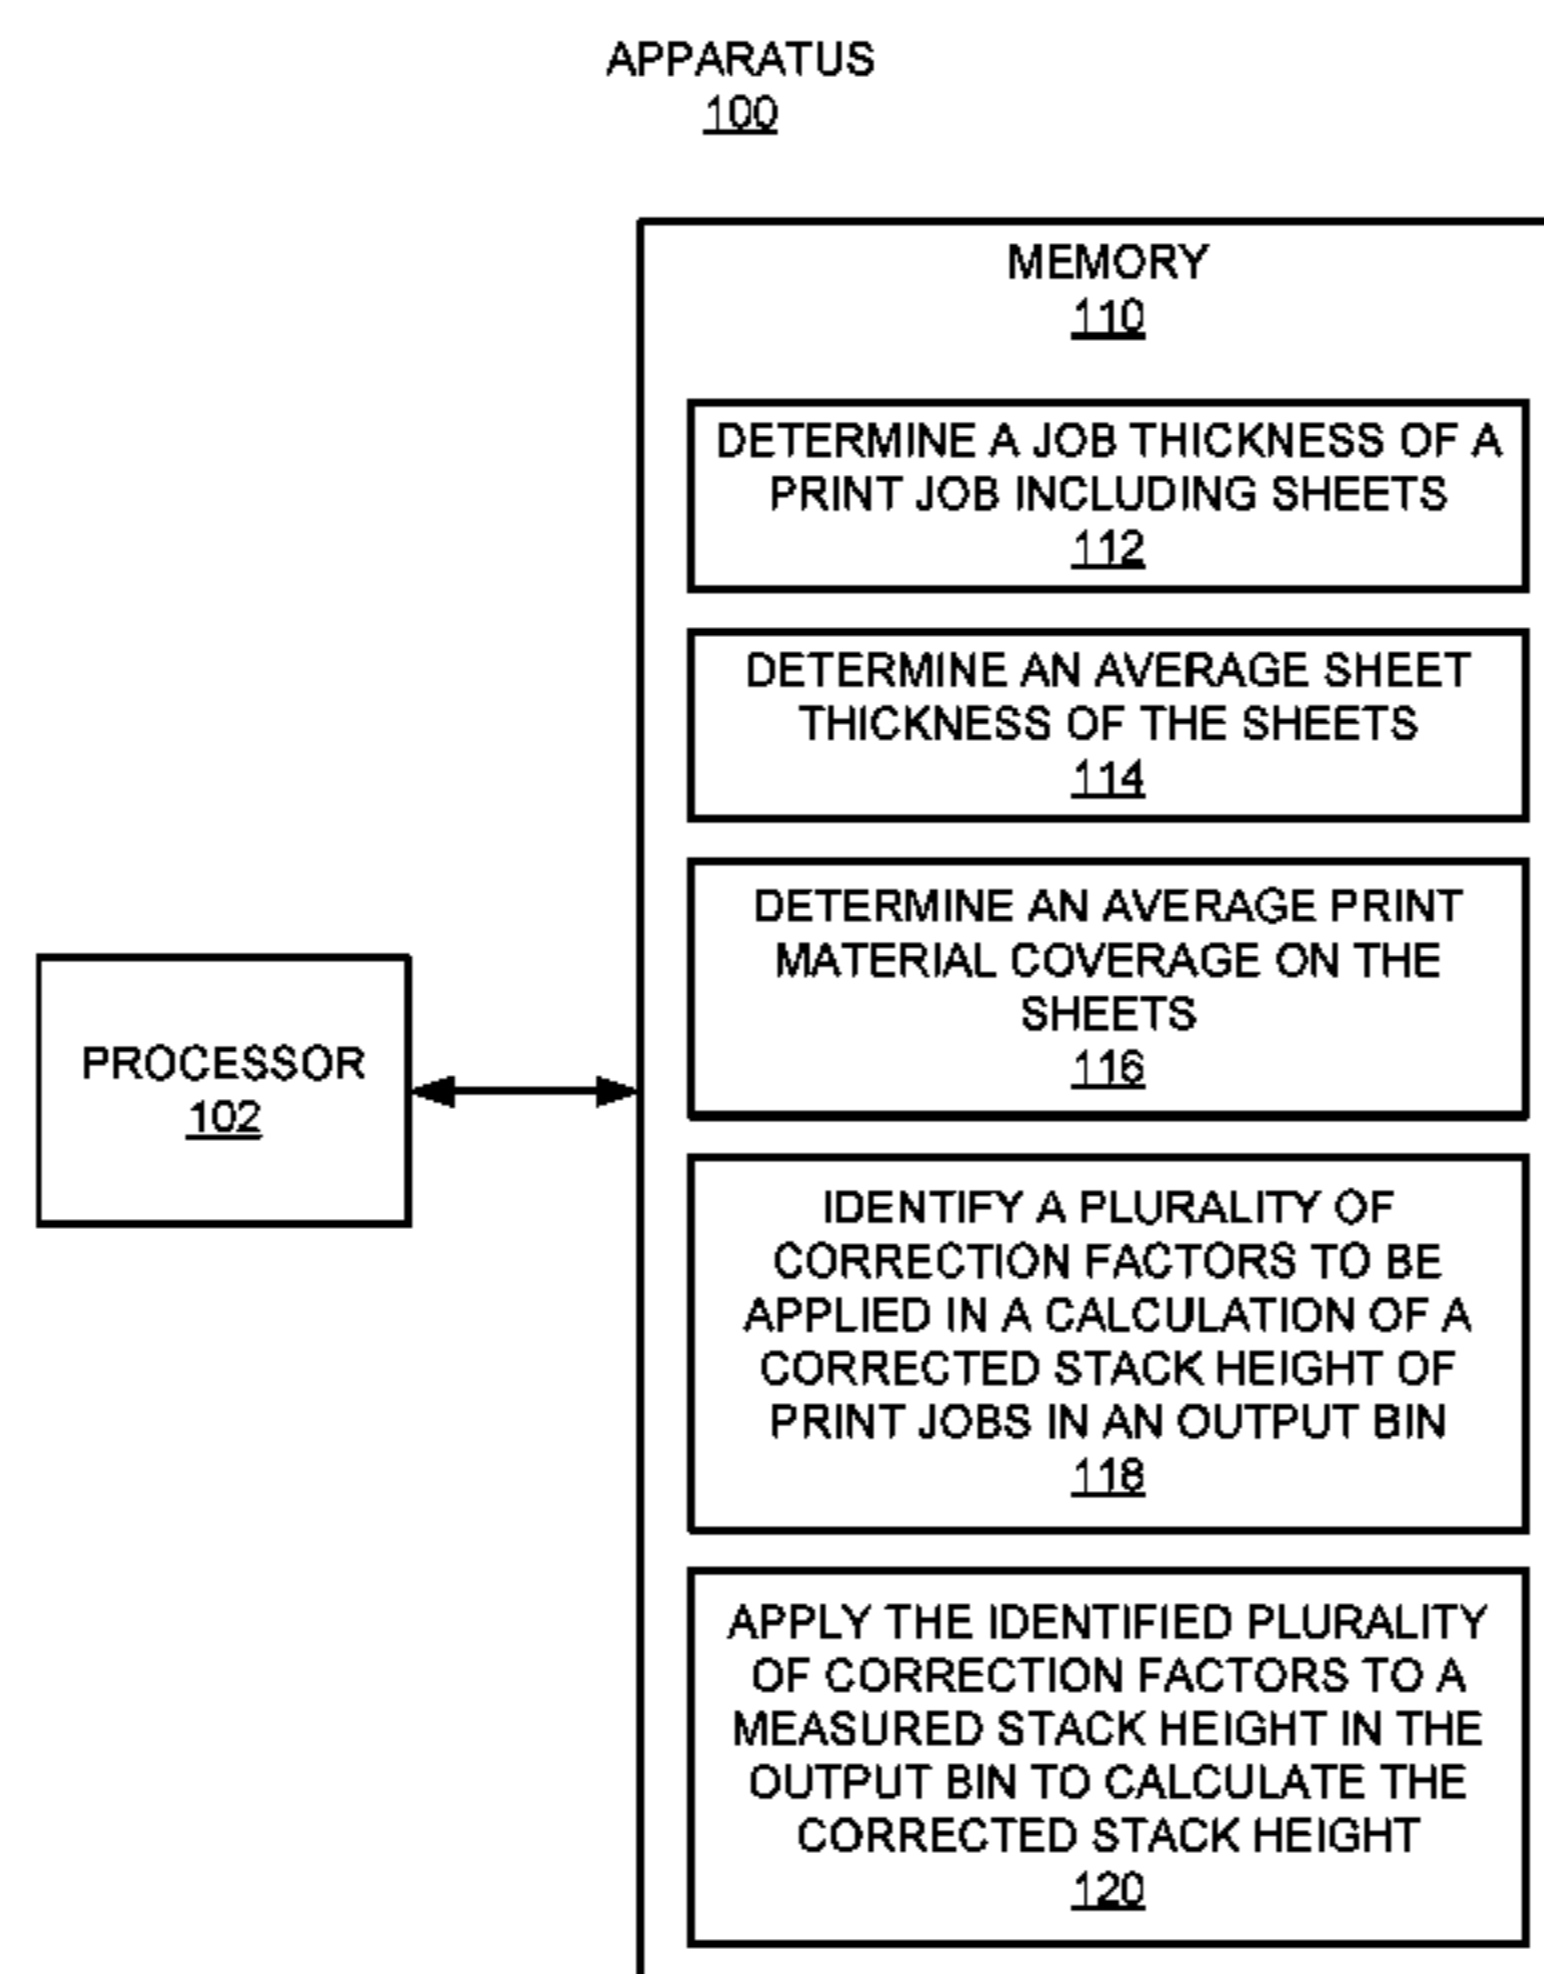 APPARATUS
100
MEMORY
110
DETERMINE A JOB THICKNESS OF A
PRINT JOB INCLUDING SHEETS
112
DETERMINE AN AVERAGE SHEET
THICKNESS OF THE SHEETS
114
DETERMINE AN AVERAGE PRINT
MATERIAL COVERAGE ON THE
SHEETS
116
PROCESSOR
102
IDENTIFY A PLURALITY OF
CORRECTION FACTORS TO BE
APPLIED IN A CALCULATION OF A
CORRECTED STACK HEIGHT OF
PRINT JOBS IN AN OUTPUT BIN
118
APPLY THE IDENTIFIED PLURALITY
OF CORRECTION FACTORS TO A
MEASURED STACK HEIGHT IN THE
OUTPUT BIN TO CALCULATE THE
CORRECTED STACK HEIGHT
120